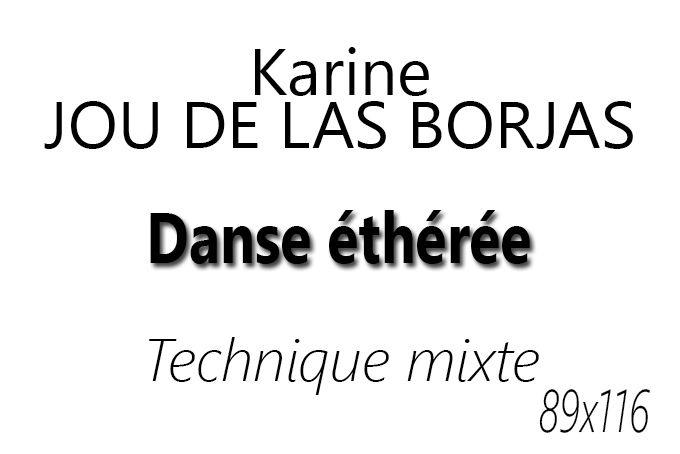 Karine
JOU DE LAS BORJAS
Danse éthérée
Technique mixte
89x116